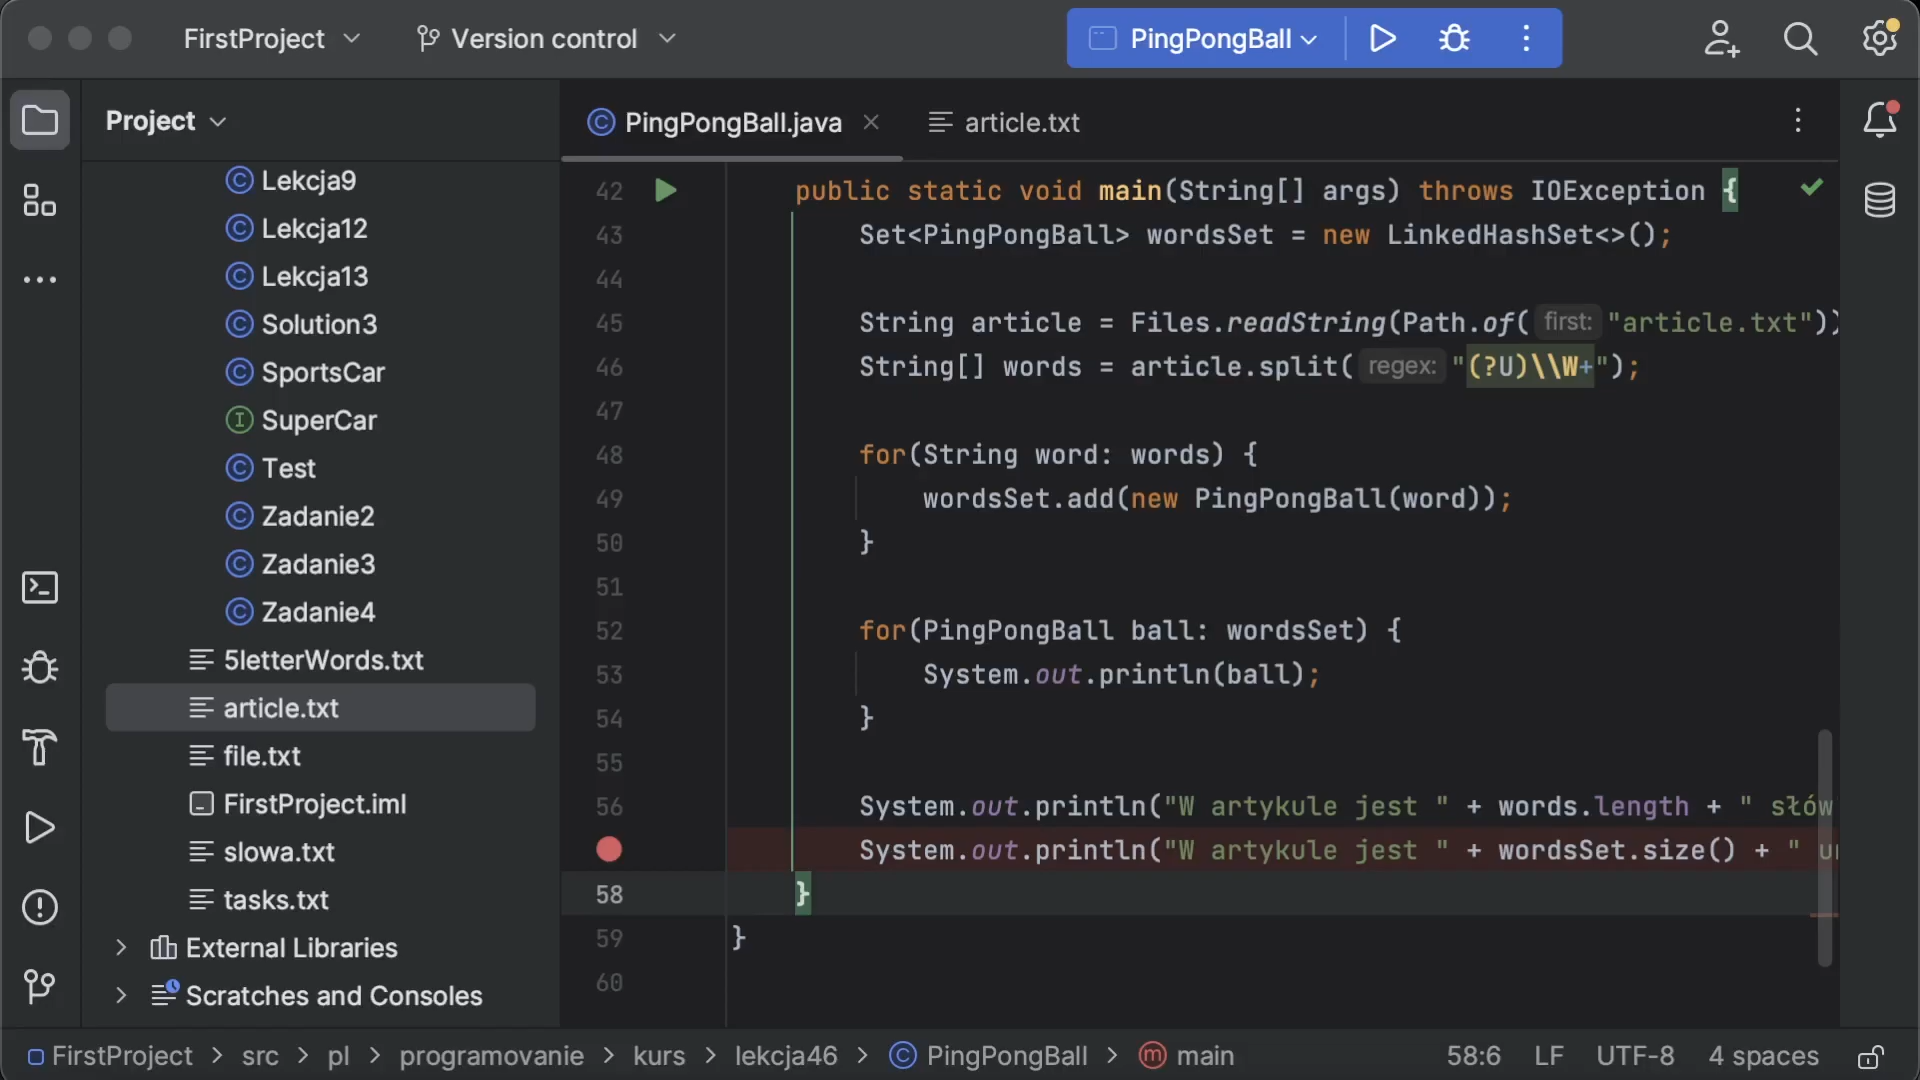 FirstProject
Version control
PingPongBall
Project
PingPongBall.java
article.txt
Lekcja9
Lekcja12
Lekcja13
Solution3
SportsCar
SuperCar
Test
Zadanie2
Zadanie3
Zadanie4
5letterWords.txt
article.txt
file.txt
FirstProject.iml
slowa.txt
tasks.txt
External Libraries
Scratches and Consoles
42 public static void main(String[] args) throws IOException {
43 Set<PingPongBall> wordsSet = new LinkedHashSet<>();
44
45 String article = Files.readString(Path.of( first: "article.txt"))
46 String[] words = article.split( regex: "(?U)\\W+");
47
48 for(String word: words) {
49 wordsSet.add(new PingPongBall(word));
50 }
51
52 for(PingPongBall ball: wordsSet) {
53 System.out.println(ball);
54 }
55
56 System.out.println("W artykule jest " + words.length + " słów
System.out.println("W artykule jest " + wordsSet.size() + "
58 }
59 }
60
FirstProject > src > pl > programowanie > kurs > lekcja46 > PingPongBall > main
58:6 LF UTF-8 4 spaces